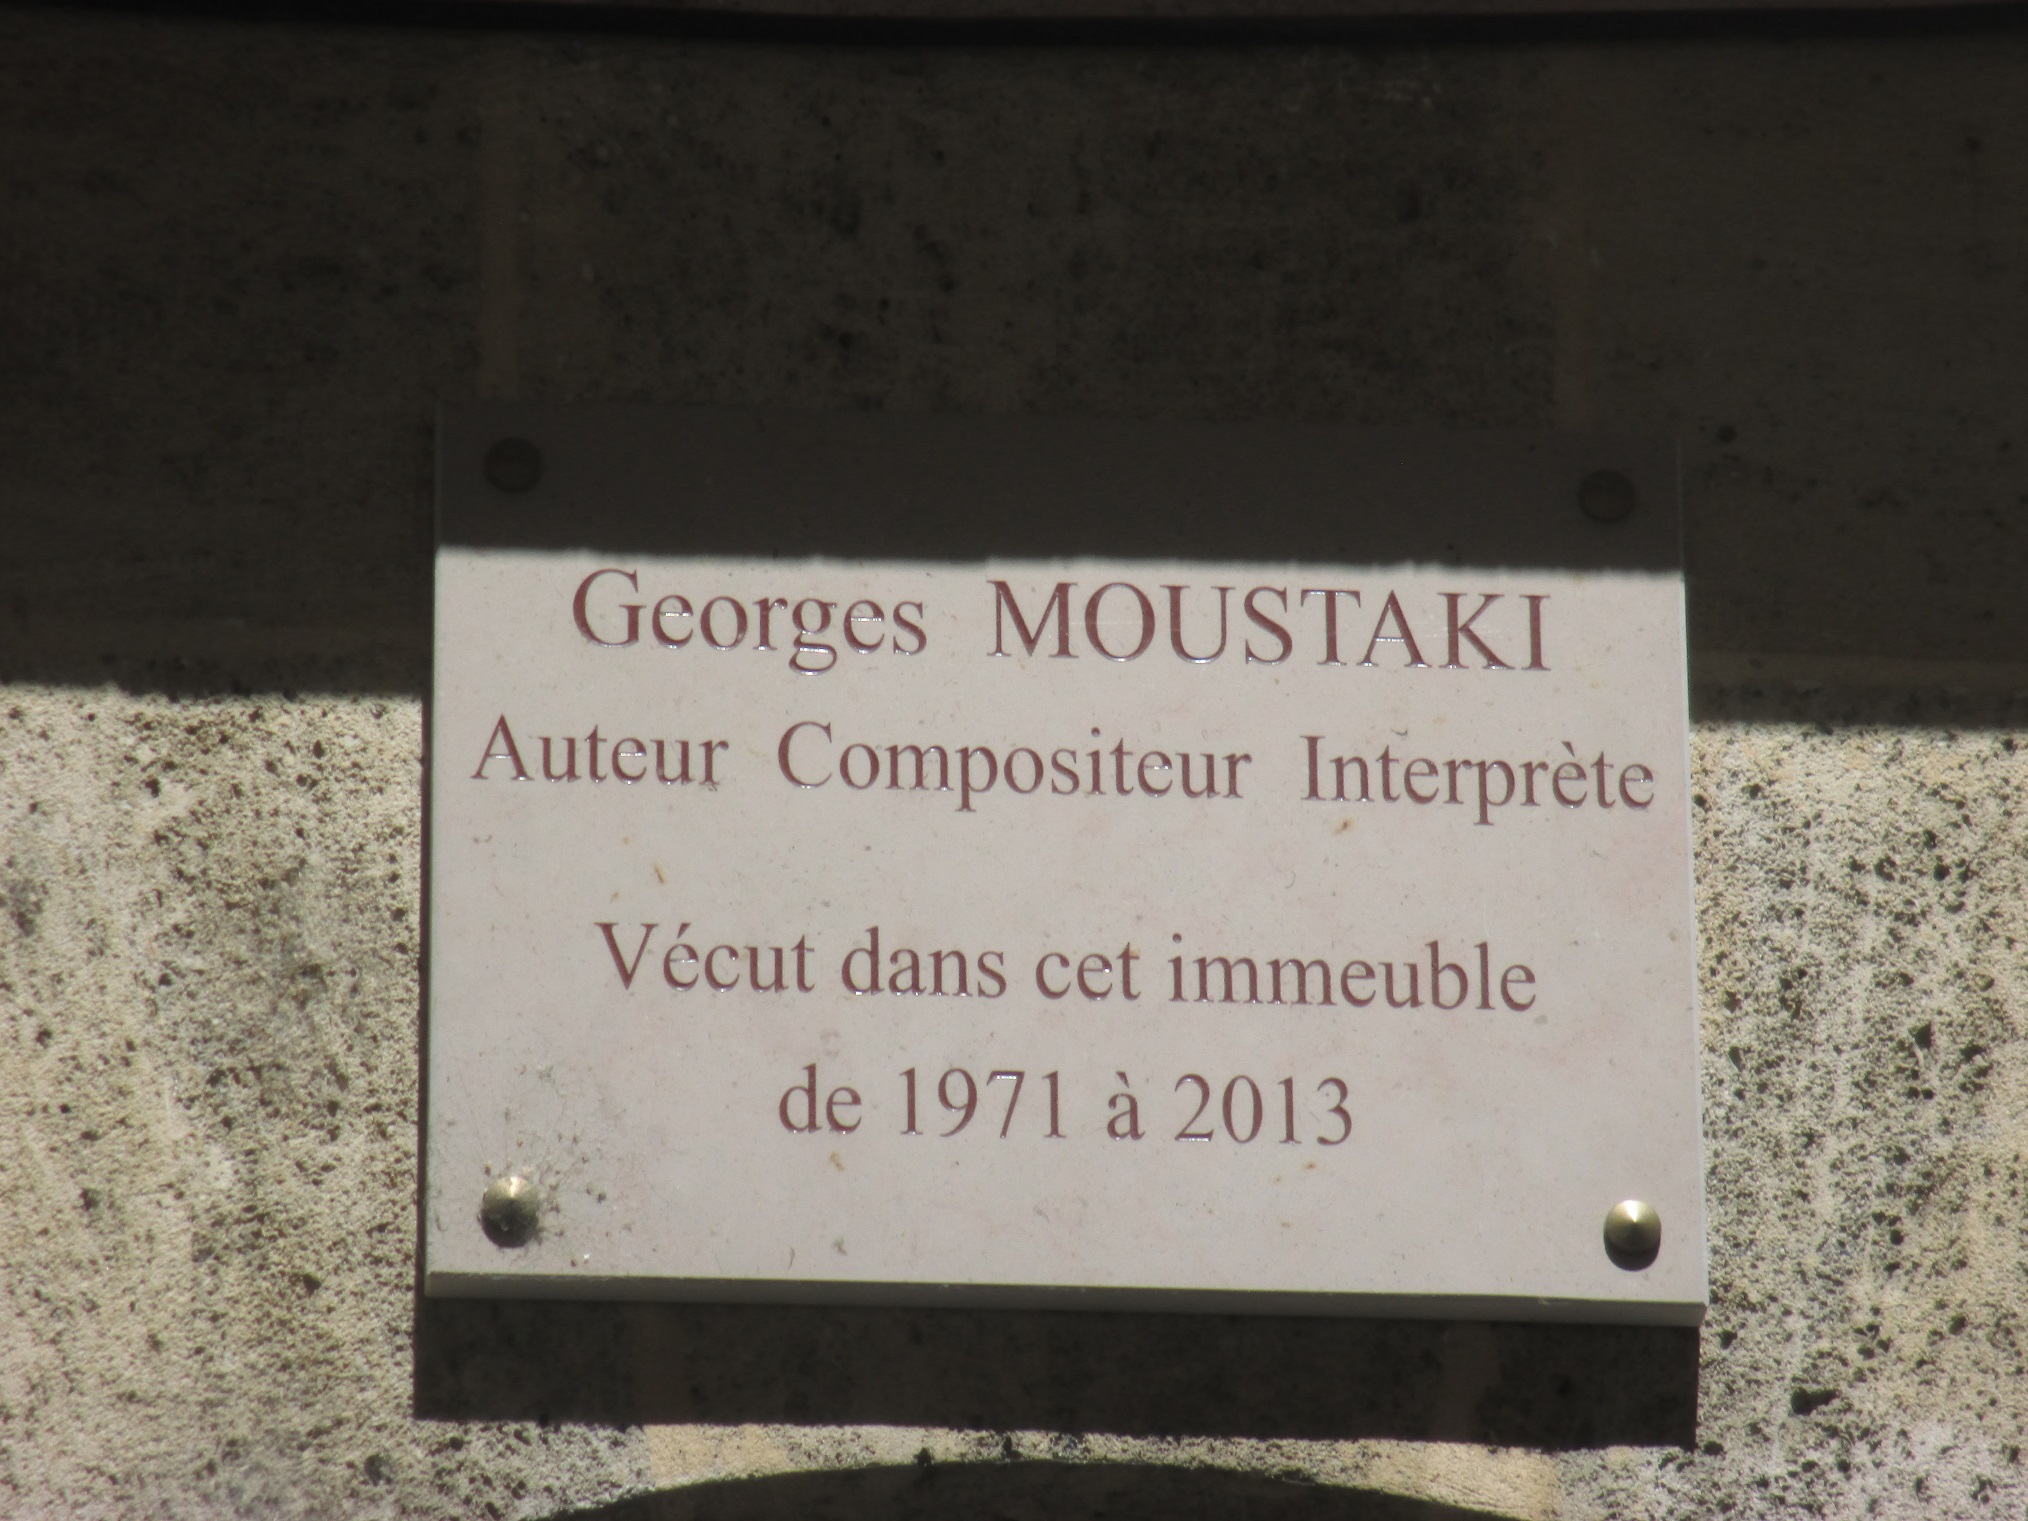 Georges MOUSTAKI
Auteur Compositeur Interprète
Vécut dans cet immeuble
de 1971 à 2013